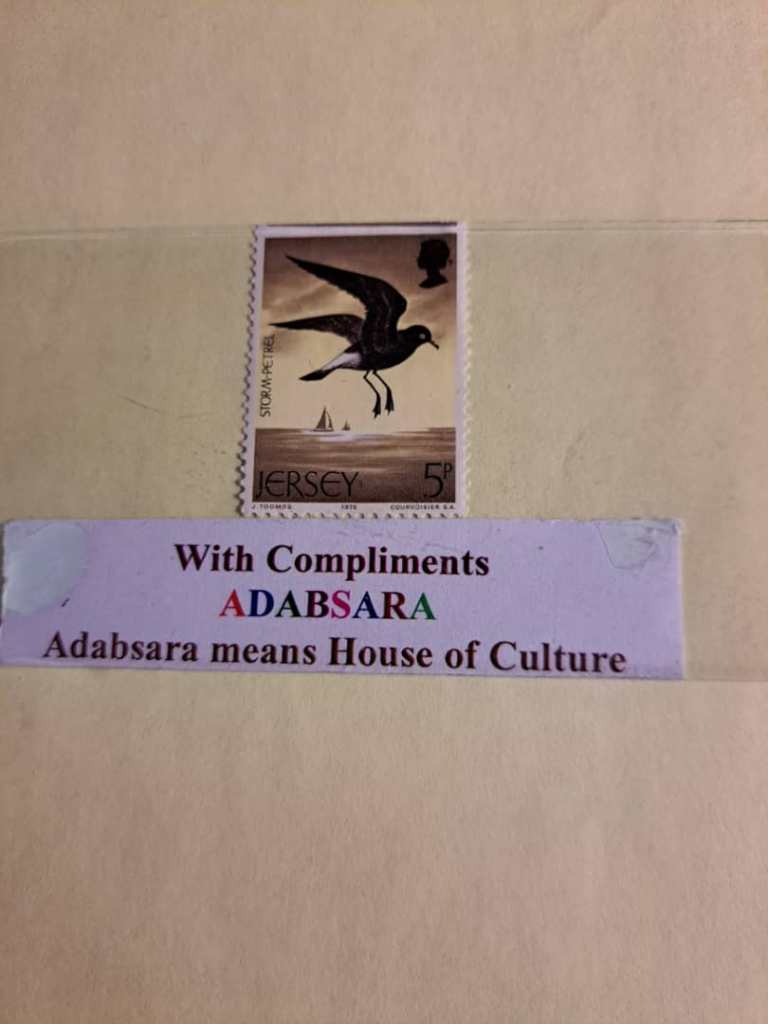 STORM-PETREL
JERSEY
5P
J. TOOMBS 1975 COURVOISIER S.A.
With Compliments
ADABSARA
Adabsara means House of Culture